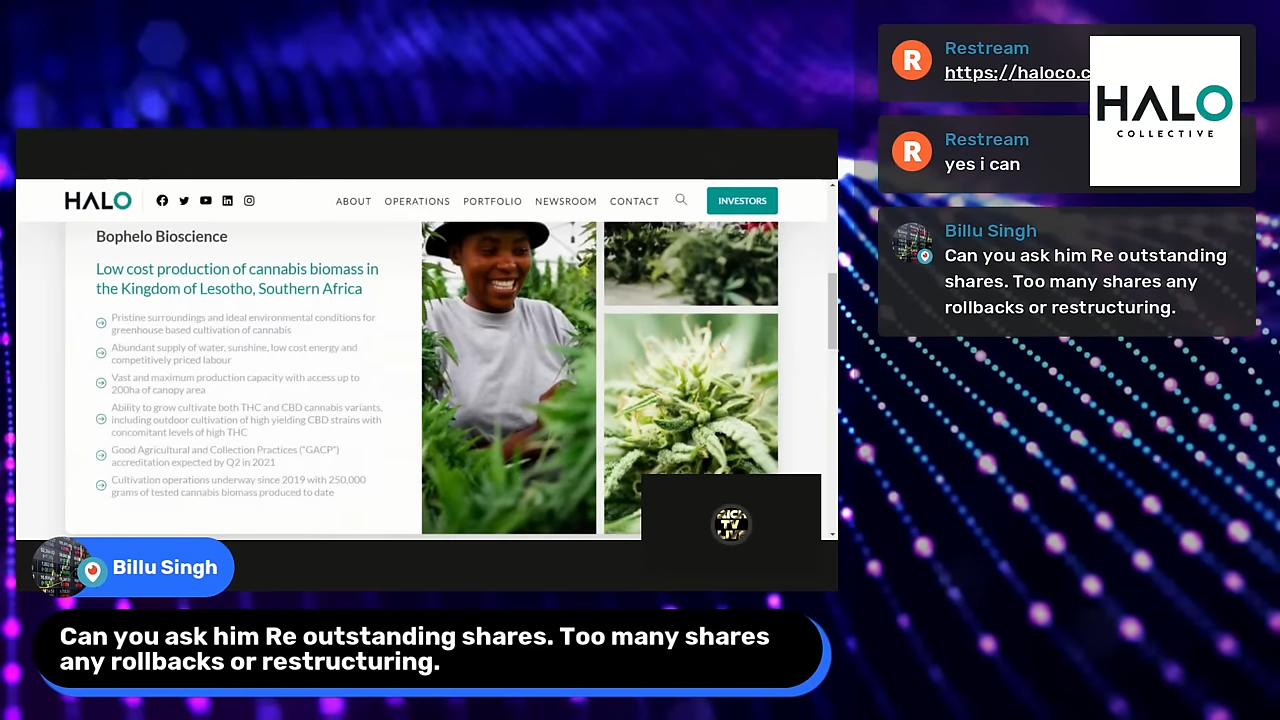 HALO
ABOUT OPERATIONS PORTFOLIO NEWSROOM CONTACT
INVESTORS
Bophelo Bioscience
Low cost production of cannabis biomass in
the Kingdom of Lesotho, Southern Africa
Pristine surroundings and ideal environmental conditions for
greenhouse based cultivation of cannabis
Abundant supply of water, sunshine, low cost energy and
competitively priced labour
Vast and maximum production capacity with access up to
200ha of canopy area
Ability to grow cultivate both THC and CBD cannabis variants,
including outdoor cultivation of high yielding CBD strains with
concomitant levels of high THC
Good Agricultural and Collection Practices ("GACP")
accreditation expected by Q2 in 2021
Cultivation operations underway since 2019 with 250,000
grams of tested cannabis biomass produced to date
RICH
TV
LIVE
Billu Singh
Can you ask him Re outstanding shares. Too many shares
any rollbacks or restructuring.
R
Restream
https://haloco.c
R
Restream
yes i can
HALO
COLLECTIVE
Billu Singh
Can you ask him Re outstanding
shares. Too many shares any
rollbacks or restructuring.